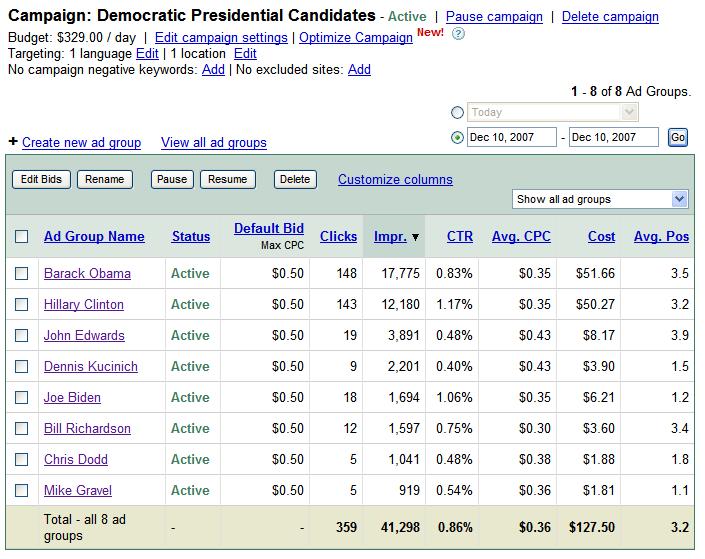 Campaign: Democratic Presidential Candidates - Active | Pause campaign | Delete campaign
Budget: $329.00 / day | Edit campaign settings | Optimize Campaign New! ?
Targeting: 1 language Edit | 1 location Edit
No campaign negative keywords: Add | No excluded sites: Add
1 - 8 of 8 Ad Groups.
Today
+ Create new ad group View all ad groups Dec 10, 2007 - Dec 10, 2007 Go
Edit Bids Rename Pause Resume Delete Customize columns
Show all ad groups
Ad Group Name Status Default Bid Max CPC Clicks Impr. ▼ CTR Avg. CPC Cost Avg. Pos
Barack Obama Active $0.50 148 17,775 0.83% $0.35 $51.66 3.5
Hillary Clinton Active $0.50 143 12,180 1.17% $0.35 $50.27 3.2
John Edwards Active $0.50 19 3,891 0.48% $0.43 $8.17 3.9
Dennis Kucinich Active $0.50 9 2,201 0.40% $0.43 $3.90 1.5
Joe Biden Active $0.50 18 1,694 1.06% $0.35 $6.21 1.2
Bill Richardson Active $0.50 12 1,597 0.75% $0.30 $3.60 3.4
Chris Dodd Active $0.50 5 1,041 0.48% $0.38 $1.88 1.8
Mike Gravel Active $0.50 5 919 0.54% $0.36 $1.81 1.1
Total - all 8 ad groups - - 359 41,298 0.86% $0.36 $127.50 3.2